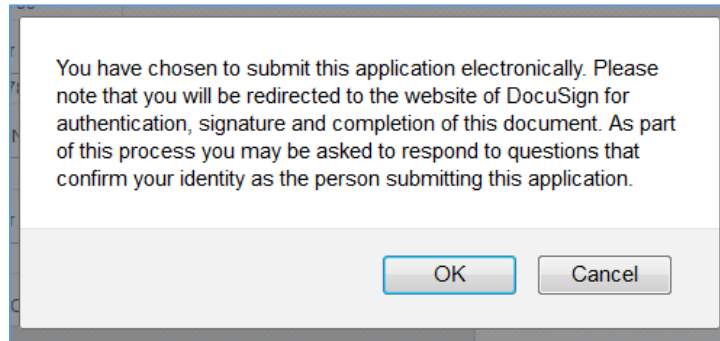 You have chosen to submit this application electronically. Please
note that you will be redirected to the website of DocuSign for
authentication, signature and completion of this document. As part
of this process you may be asked to respond to questions that
confirm your identity as the person submitting this application.
OK
Cancel